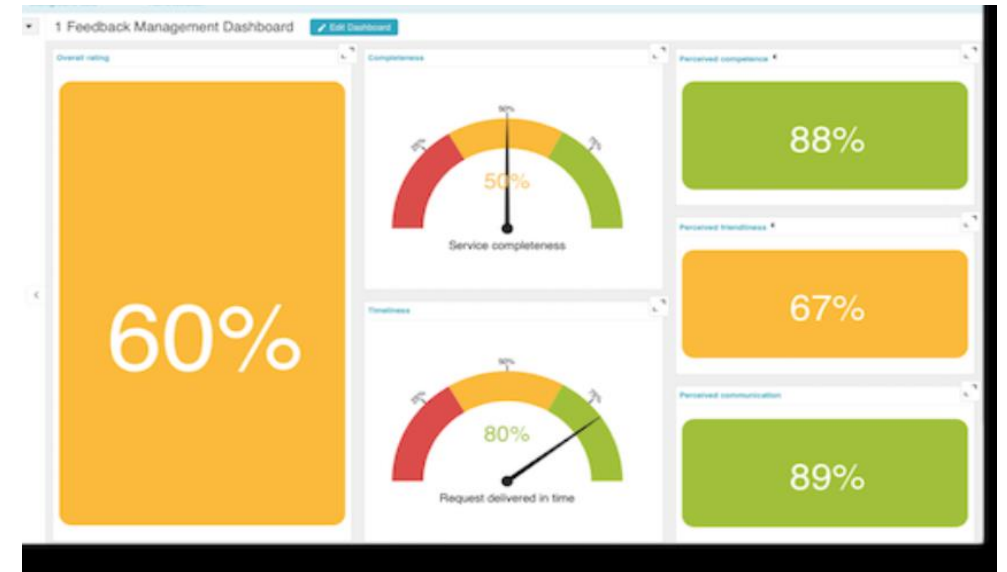 1 Feedback Management Dashboard
Edit Dashboard
Overall rating
60%
Completeness
50%
50%
Service completeness
Timeliness
50%
80%
Request delivered in time
Perceived competence
88%
Perceived friendliness
67%
Perceived communication
89%